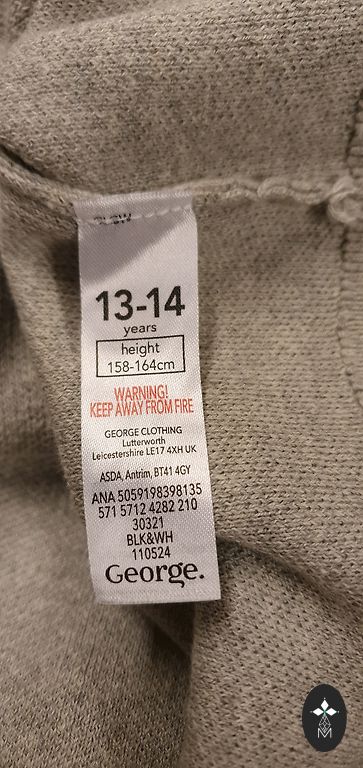 13-14
years
height
158-164cm
WARNING!
KEEP AWAY FROM FIRE
GEORGE CLOTHING
Lutterworth
Leicestershire LE17 4XH UK
ASDA, Antrim, BT41 4GY
ANA 5059198398135
571 5712 4282 210
30321
BLK&WH
110524
George.
M